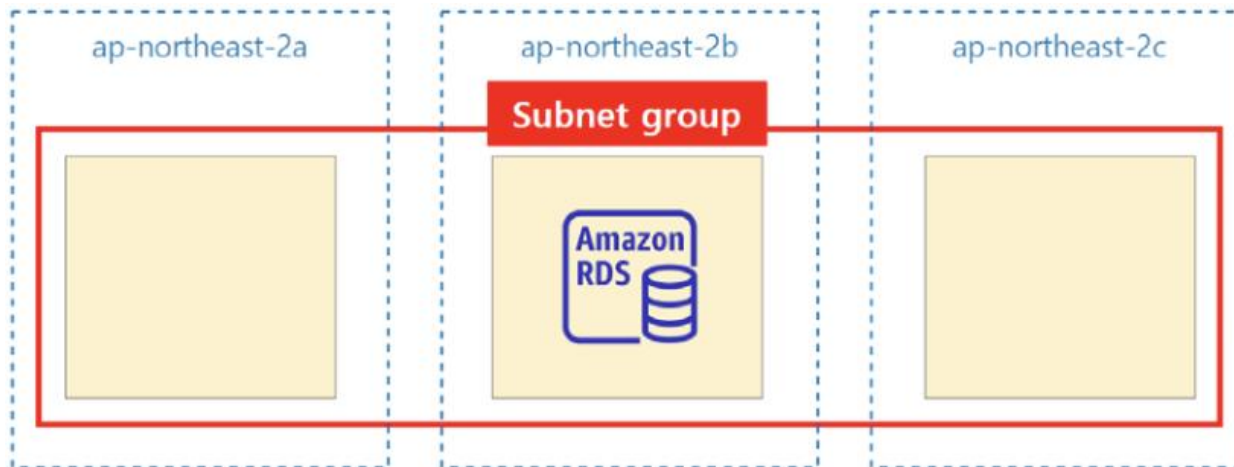 ap-northeast-2a
ap-northeast-2b
ap-northeast-2c
Subnet group
Amazon
RDS